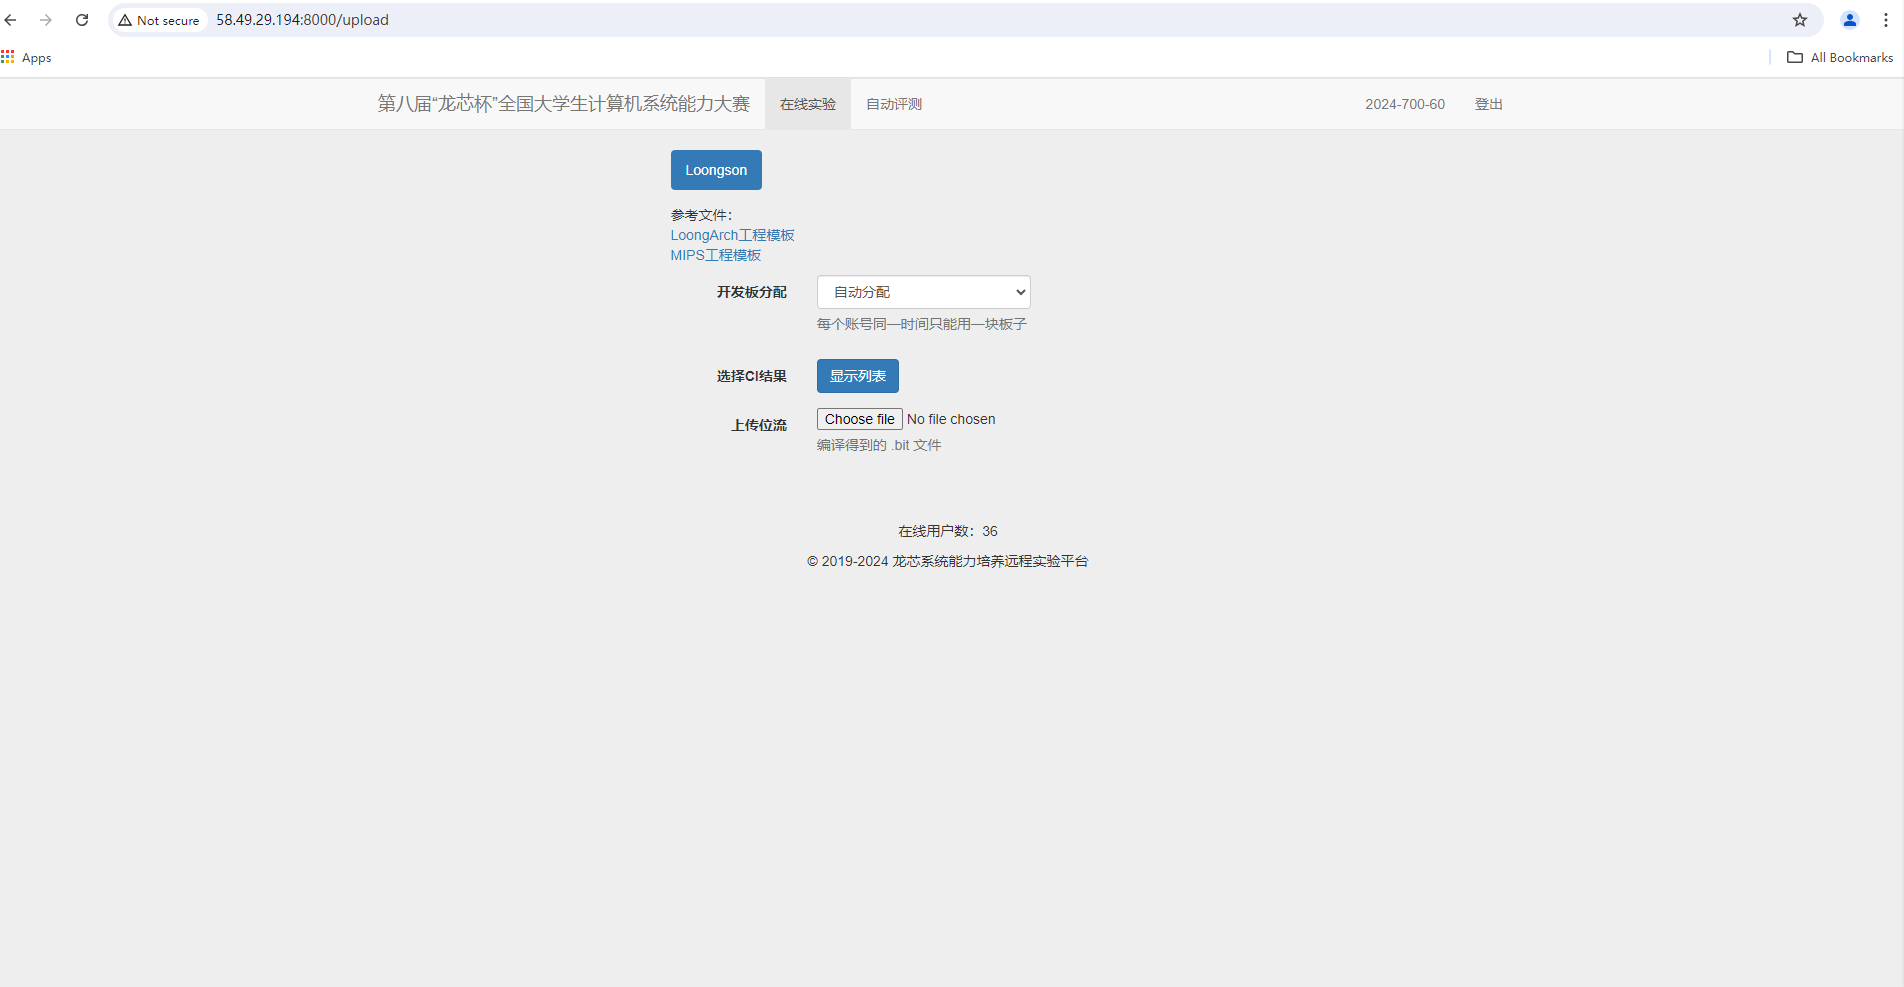 Not secure 58.49.29.194:8000/upload
Apps All Bookmarks
第八届“龙芯杯”全国大学生计算机系统能力大赛 在线实验 自动评测 2024-700-60 登出
Loongson
参考文件：
LoongArch工程模板
MIPS工程模板
开发板分配 自动分配
每个账号同一时间只能用一块板子
选择CI结果 显示列表
上传位流 Choose file No file chosen
编译得到的 .bit 文件
在线用户数：36
© 2019-2024 龙芯系统能力培养远程实验平台